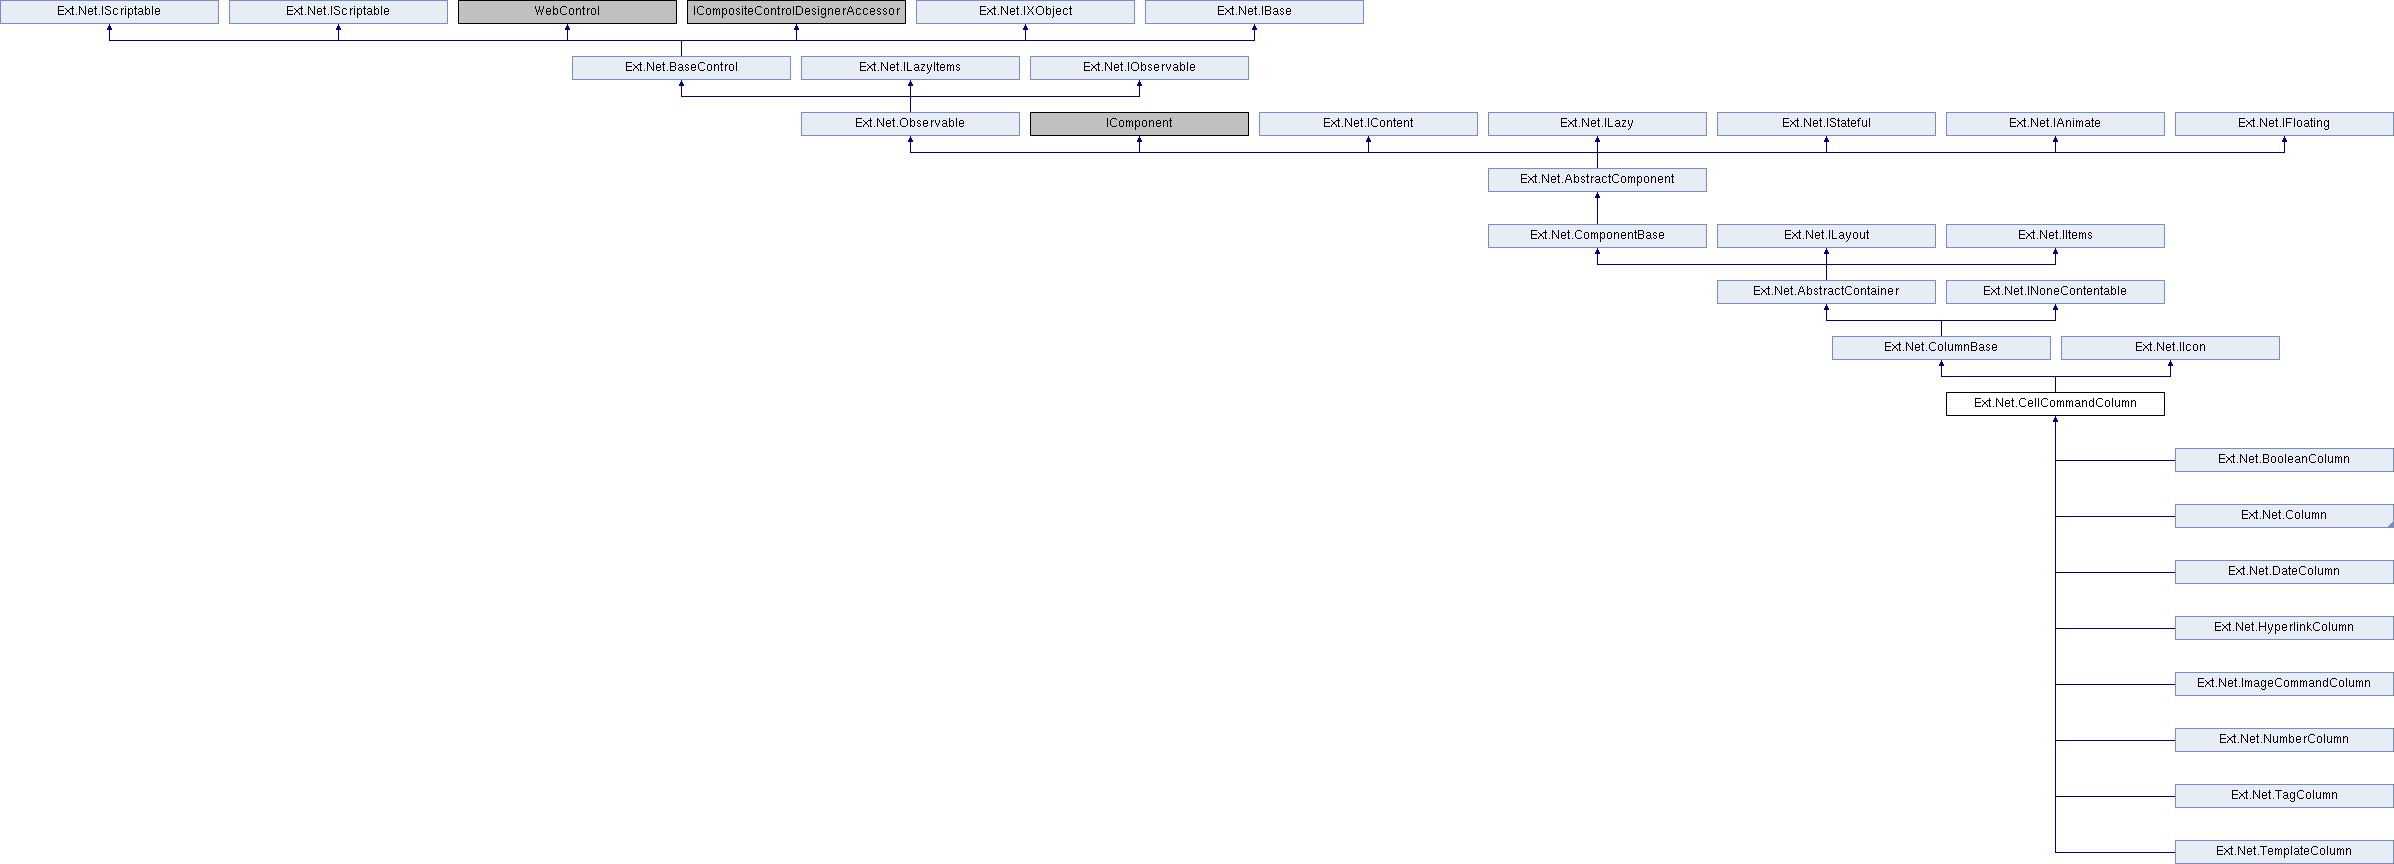 Ext.Net.IScriptable
Ext.Net.IScriptable
WebControl
ICompositeControlDesignerAccessor
Ext.Net.IXObject
Ext.Net.IBase
Ext.Net.BaseControl
Ext.Net.ILazyItems
Ext.Net.IObservable
Ext.Net.Observable
IComponent
Ext.Net.IContent
Ext.Net.ILazy
Ext.Net.IStateful
Ext.Net.IAnimate
Ext.Net.IFloating
Ext.Net.AbstractComponent
Ext.Net.ComponentBase
Ext.Net.ILayout
Ext.Net.IItems
Ext.Net.AbstractContainer
Ext.Net.INoneContentable
Ext.Net.ColumnBase
Ext.Net.IIcon
Ext.Net.CellCommandColumn
Ext.Net.BooleanColumn
Ext.Net.Column
Ext.Net.DateColumn
Ext.Net.HyperlinkColumn
Ext.Net.ImageCommandColumn
Ext.Net.NumberColumn
Ext.Net.TagColumn
Ext.Net.TemplateColumn